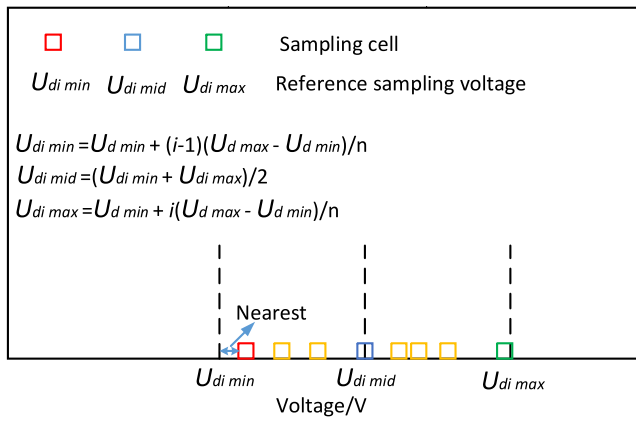 Sampling cell
Udi min Udi mid Udi max Reference sampling voltage
Udi min =Ud min + (i-1)(Ud max - Ud min)/n
Udi mid =(Udi min + Udi max)/2
Udi max =Ud min + i(Ud max - Ud min)/n
Nearest
Udi min Udi mid Udi max
Voltage/V